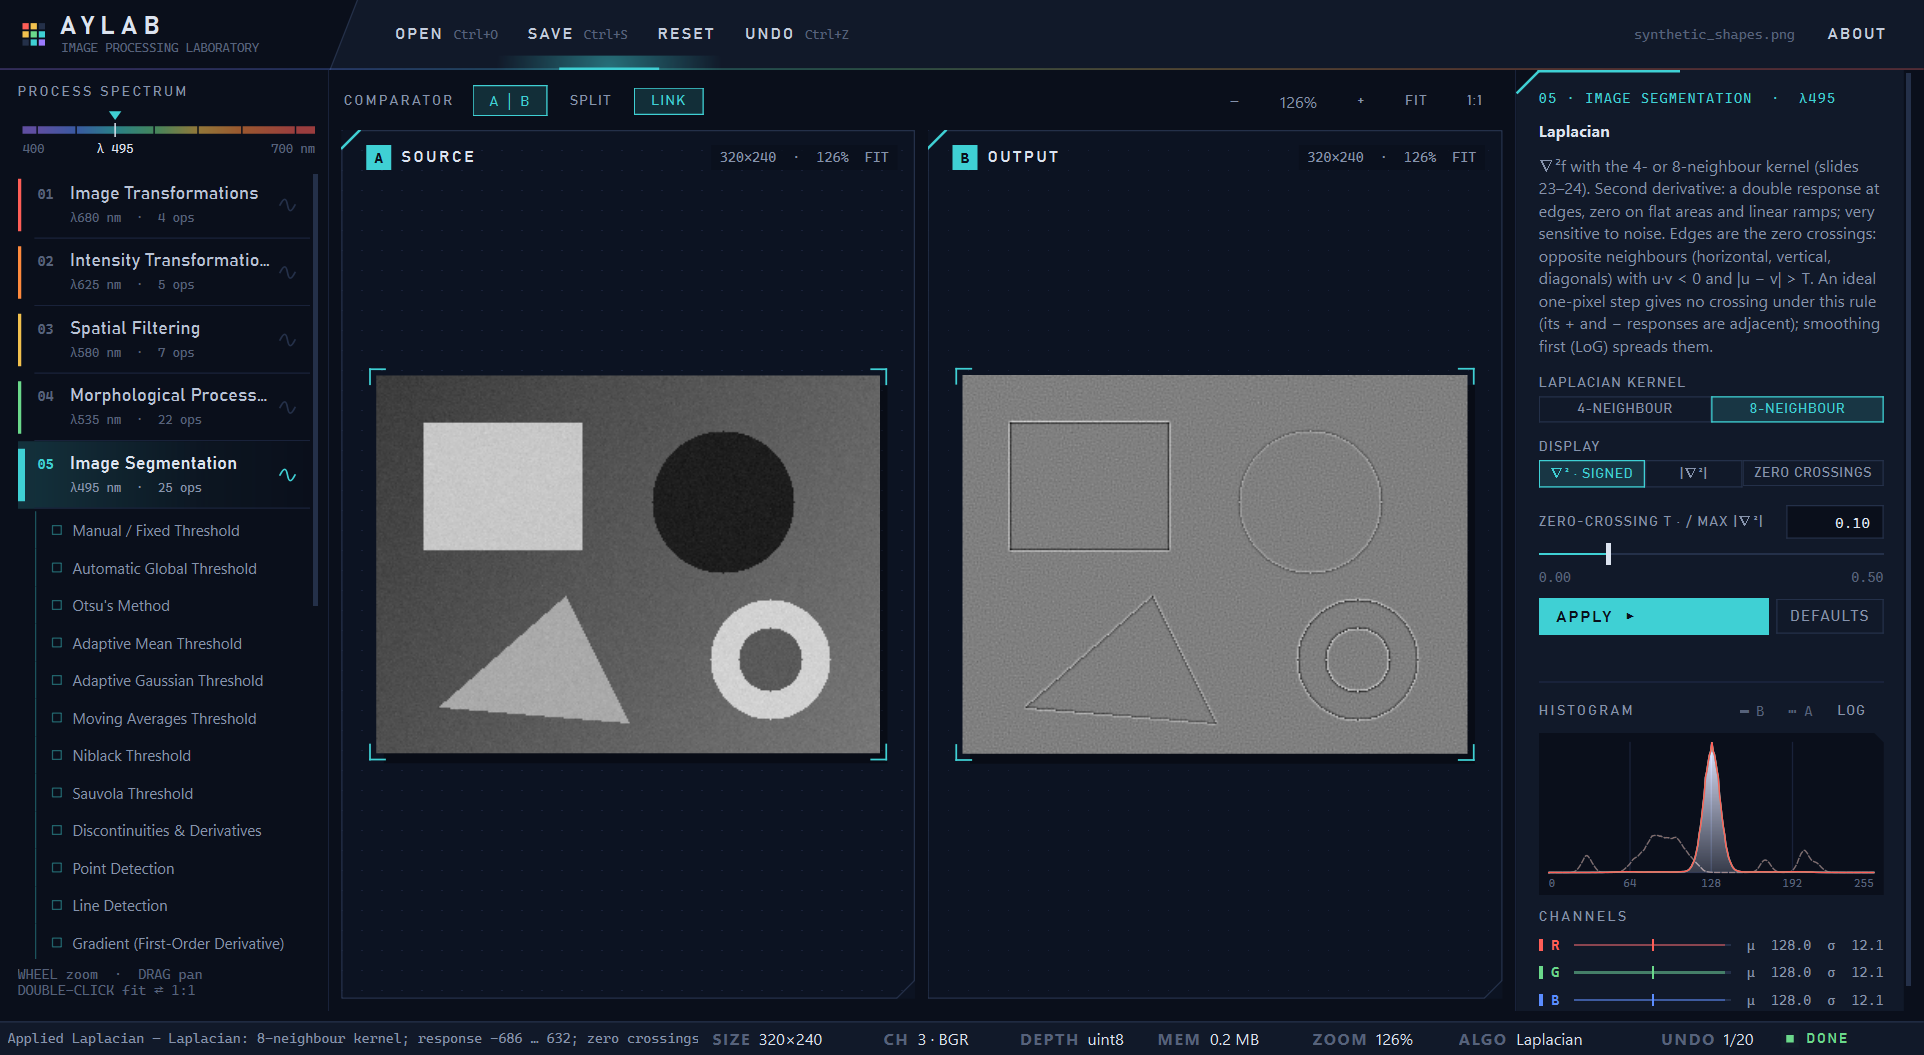 AYLAB
IMAGE PROCESSING LABORATORY
OPEN Ctrl+O SAVE Ctrl+S RESET UNDO Ctrl+Z
synthetic_shapes.png ABOUT
PROCESS SPECTRUM
400 λ 495 700 nm
01 Image Transformations
λ680 nm · 4 ops
02 Intensity Transformatio...
λ625 nm · 5 ops
03 Spatial Filtering
λ580 nm · 7 ops
04 Morphological Process...
λ535 nm · 22 ops
05 Image Segmentation
λ495 nm · 25 ops
Manual / Fixed Threshold
Automatic Global Threshold
Otsu's Method
Adaptive Mean Threshold
Adaptive Gaussian Threshold
Moving Averages Threshold
Niblack Threshold
Sauvola Threshold
Discontinuities & Derivatives
Point Detection
Line Detection
Gradient (First-Order Derivative)
WHEEL zoom · DRAG pan
DOUBLE-CLICK fit ⇄ 1:1
COMPARATOR A | B SPLIT LINK
− 126% + FIT 1:1
A SOURCE 320×240 · 126% FIT
B OUTPUT 320×240 · 126% FIT
05 · IMAGE SEGMENTATION · λ495
Laplacian
∇²f with the 4- or 8-neighbour kernel (slides
23–24). Second derivative: a double response at
edges, zero on flat areas and linear ramps; very
sensitive to noise. Edges are the zero crossings:
opposite neighbours (horizontal, vertical,
diagonals) with u·v < 0 and |u − v| > T. An ideal
one-pixel step gives no crossing under this rule
(its + and − responses are adjacent); smoothing
first (LoG) spreads them.
LAPLACIAN KERNEL
4-NEIGHBOUR 8-NEIGHBOUR
DISPLAY
∇² · SIGNED |∇²| ZERO CROSSINGS
ZERO-CROSSING T · / MAX |∇²| 0.10
0.00 0.50
APPLY ▸ DEFAULTS
HISTOGRAM B A LOG
0 64 128 192 255
CHANNELS
R μ 128.0 σ 12.1
G μ 128.0 σ 12.1
B μ 128.0 σ 12.1
Applied Laplacian — Laplacian: 8-neighbour kernel; response −686 … 632; zero crossings SIZE 320×240 CH 3 · BGR DEPTH uint8 MEM 0.2 MB ZOOM 126% ALGO Laplacian UNDO 1/20 DONE